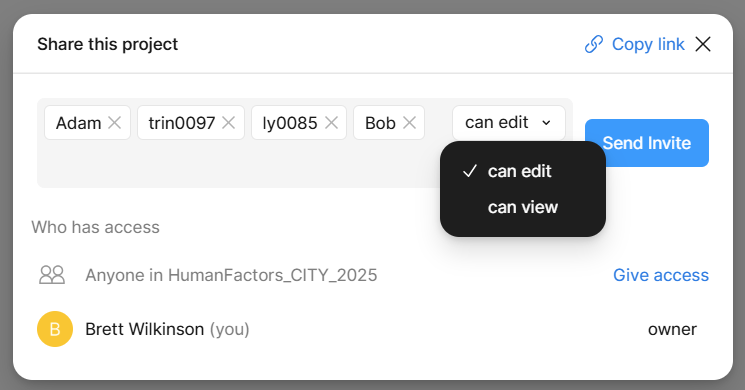 Share this project Copy link
Adam trin0097 ly0085 Bob can edit
Send Invite
can edit
can view
Who has access
Anyone in HumanFactors_CITY_2025 Give access
B Brett Wilkinson (you) owner